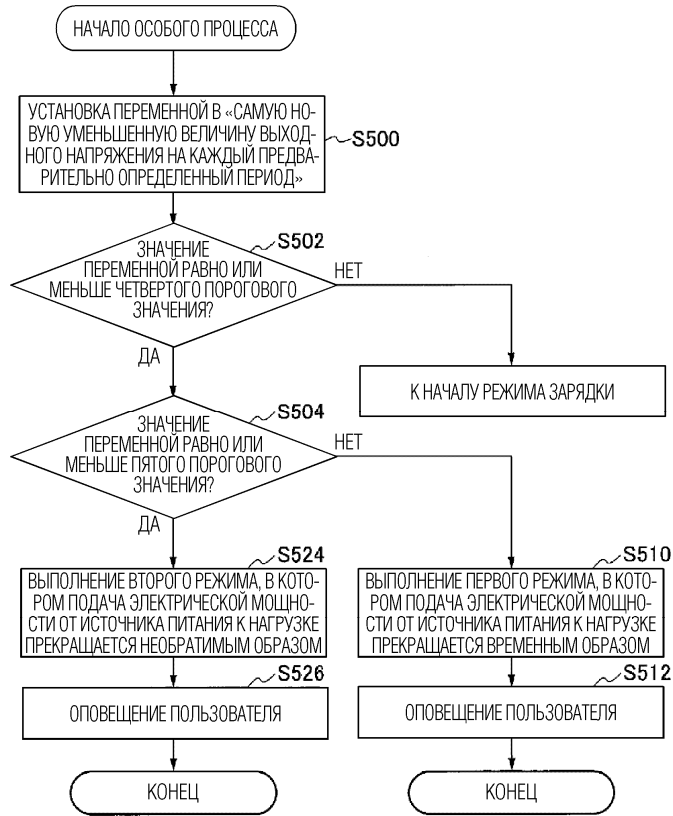 НАЧАЛО ОСОБОГО ПРОЦЕССА
УСТАНОВКА ПЕРЕМЕННОЙ В «САМУЮ НО-
ВУЮ УМЕНЬШЕННУЮ ВЕЛИЧИНУ ВЫХОД-
НОГО НАПРЯЖЕНИЯ НА КАЖДЫЙ ПРЕДВА-
РИТЕЛЬНО ОПРЕДЕЛЕННЫЙ ПЕРИОД»
S500
S502
ЗНАЧЕНИЕ
ПЕРЕМЕННОЙ РАВНО ИЛИ
МЕНЬШЕ ЧЕТВЕРТОГО ПОРОГОВОГО
ЗНАЧЕНИЯ?
НЕТ
ДА
К НАЧАЛУ РЕЖИМА ЗАРЯДКИ
S504
ЗНАЧЕНИЕ
ПЕРЕМЕННОЙ РАВНО ИЛИ
МЕНЬШЕ ПЯТОГО ПОРОГОВОГО
ЗНАЧЕНИЯ?
НЕТ
ДА
S524
ВЫПОЛНЕНИЕ ВТОРОГО РЕЖИМА, В КОТО-
РОМ ПОДАЧА ЭЛЕКТРИЧЕСКОЙ МОЩНО-
СТИ ОТ ИСТОЧНИКА ПИТАНИЯ К НАГРУЗКЕ
ПРЕКРАЩАЕТСЯ НЕОБРАТИМЫМ ОБРАЗОМ
S510
ВЫПОЛНЕНИЕ ПЕРВОГО РЕЖИМА, В КОТО-
РОМ ПОДАЧА ЭЛЕКТРИЧЕСКОЙ МОЩНО-
СТИ ОТ ИСТОЧНИКА ПИТАНИЯ К НАГРУЗКЕ
ПРЕКРАЩАЕТСЯ ВРЕМЕННЫМ ОБРАЗОМ
S526
ОПОВЕЩЕНИЕ ПОЛЬЗОВАТЕЛЯ
S512
ОПОВЕЩЕНИЕ ПОЛЬЗОВАТЕЛЯ
КОНЕЦ
КОНЕЦ